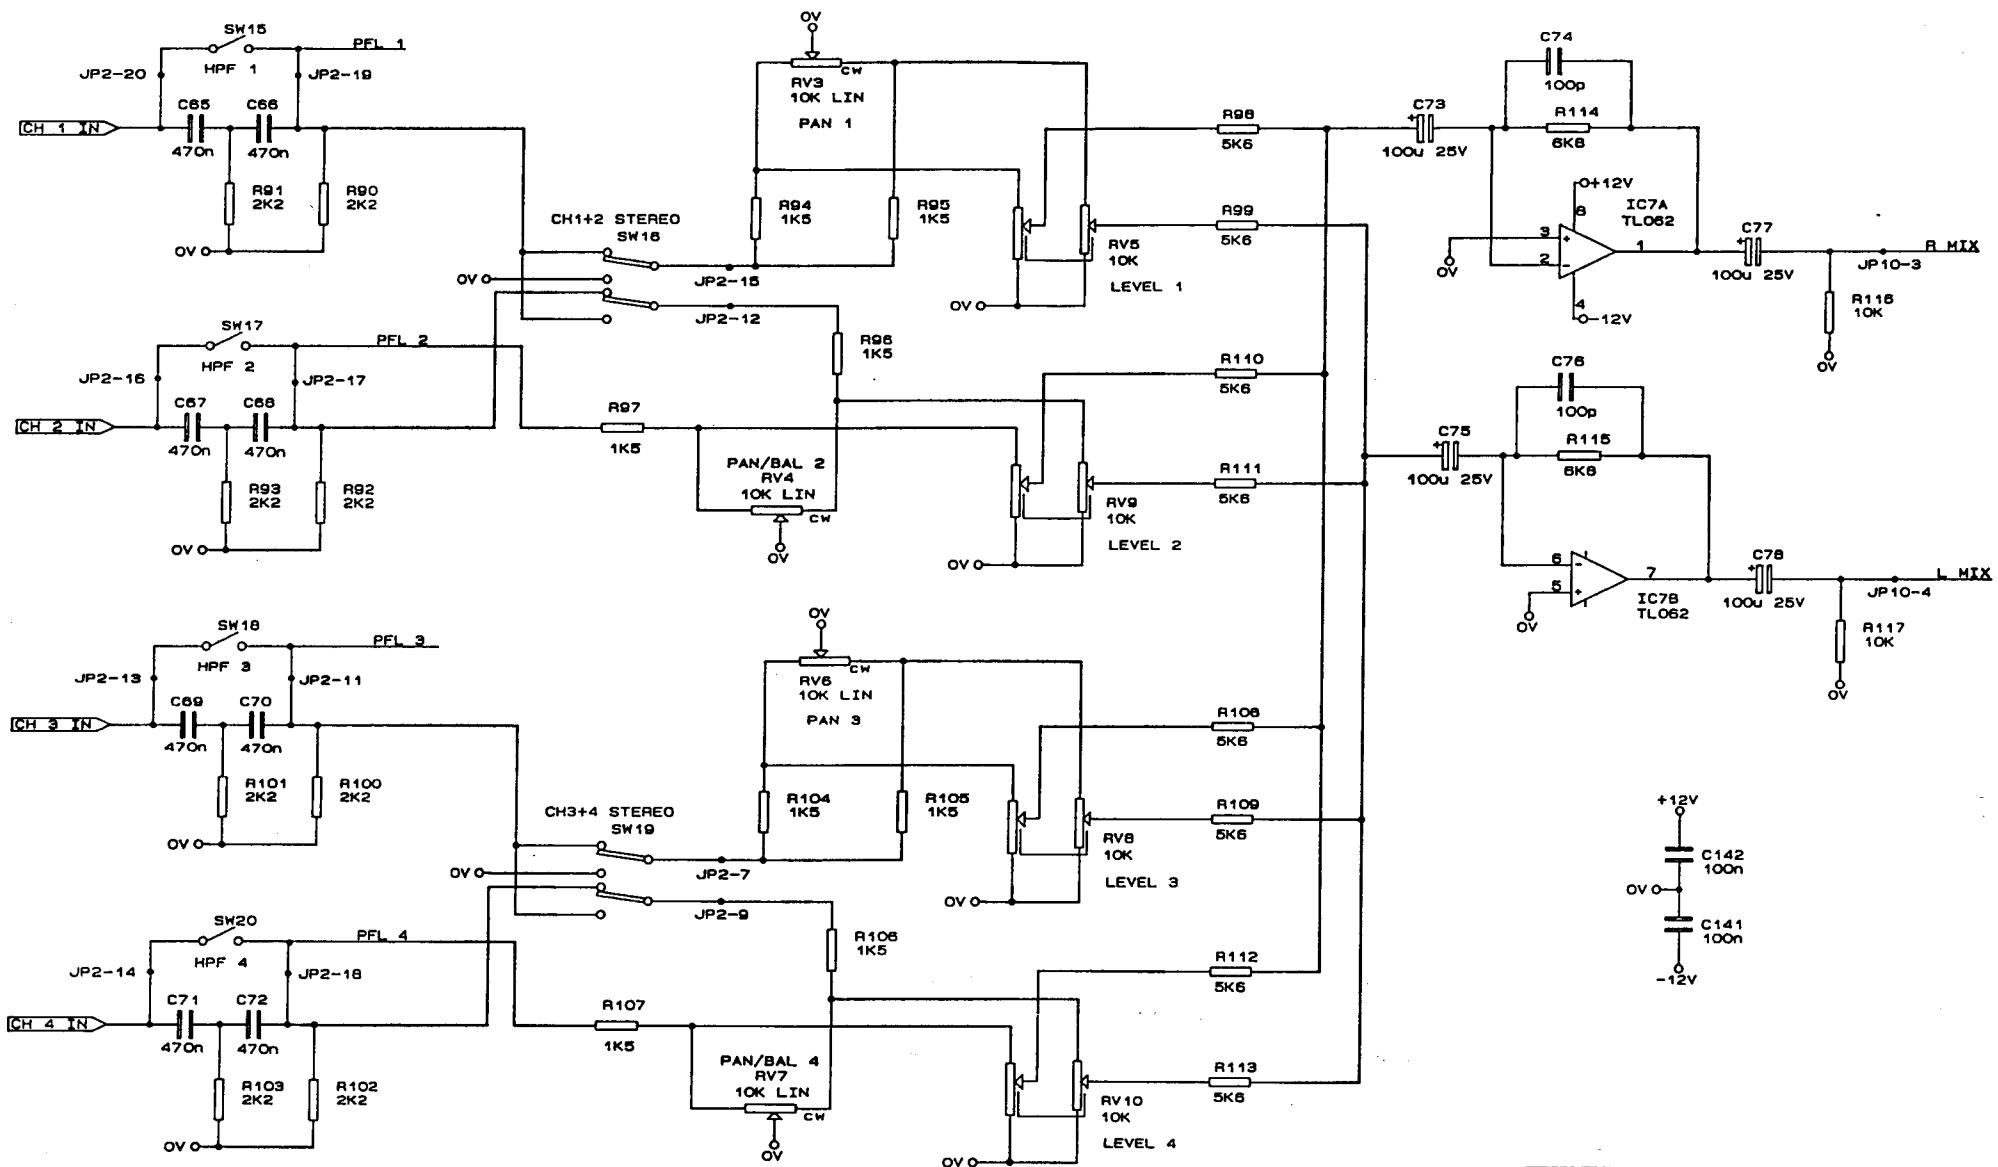 SW15
PFL 1
HPF 1
JP2-20
JP2-19
C65
C66
CH 1 IN
470n
470n
R91
2K2
R90
2K2
0V
0V
RV3
CW
10K LIN
PAN 1
R94
1K5
R95
1K5
CH1+2 STEREO
SW16
0V
JP2-15
JP2-12
RV5
10K
LEVEL 1
0V
R98
5K6
R99
5K6
C73
100u 25V
C74
100p
R114
6K8
+12V
8
IC7A
TL062
3
2
1
4
-12V
0V
C77
100u 25V
R MIX
JP10-3
R116
10K
0V
SW17
PFL 2
HPF 2
JP2-16
JP2-17
C67
C68
CH 2 IN
470n
470n
R93
2K2
R92
2K2
0V
R96
1K5
R97
1K5
PAN/BAL 2
RV4
10K LIN
CW
0V
R110
5K6
R111
5K6
RV9
10K
LEVEL 2
0V
C75
100u 25V
C76
100p
R115
6K8
6
5
7
IC7B
TL062
0V
C78
100u 25V
L MIX
JP10-4
R117
10K
0V
SW18
PFL 3
HPF 3
JP2-13
JP2-11
C69
C70
CH 3 IN
470n
470n
R101
2K2
R100
2K2
0V
0V
RV6
CW
10K LIN
PAN 3
R104
1K5
R105
1K5
CH3+4 STEREO
SW19
0V
JP2-7
JP2-9
RV8
10K
LEVEL 3
0V
R108
5K6
R109
5K6
+12V
C142
100n
0V
C141
100n
-12V
SW20
PFL 4
HPF 4
JP2-14
JP2-18
C71
C72
CH 4 IN
470n
470n
R103
2K2
R102
2K2
0V
R106
1K5
R107
1K5
PAN/BAL 4
RV7
10K LIN
CW
0V
R112
5K6
R113
5K6
RV10
10K
LEVEL 4
0V